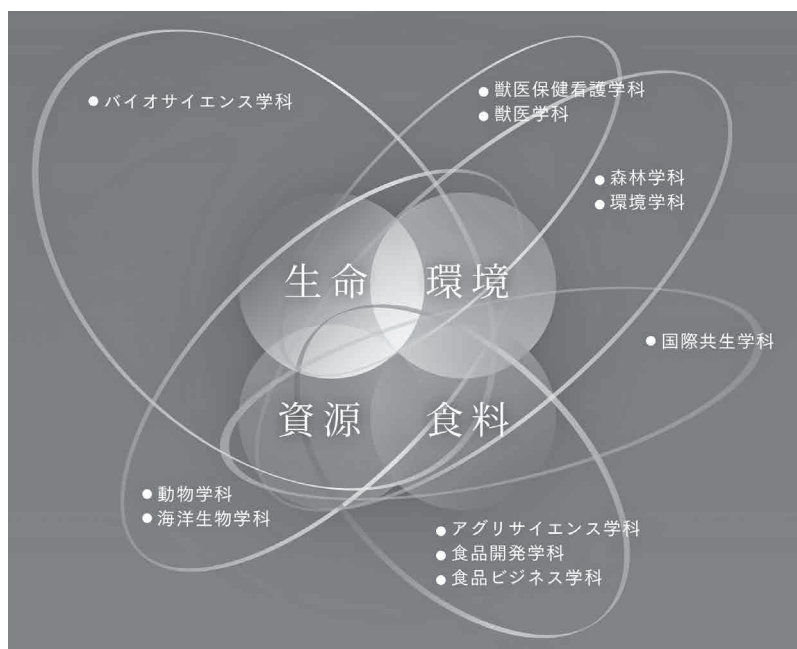 ● バイオサイエンス学科
● 獣医保健看護学科
● 獣医学科
● 森林学科
● 環境学科
生命 環境
● 国際共生学科
資源 食料
● 動物学科
● 海洋生物学科
● アグリサイエンス学科
● 食品開発学科
● 食品ビジネス学科